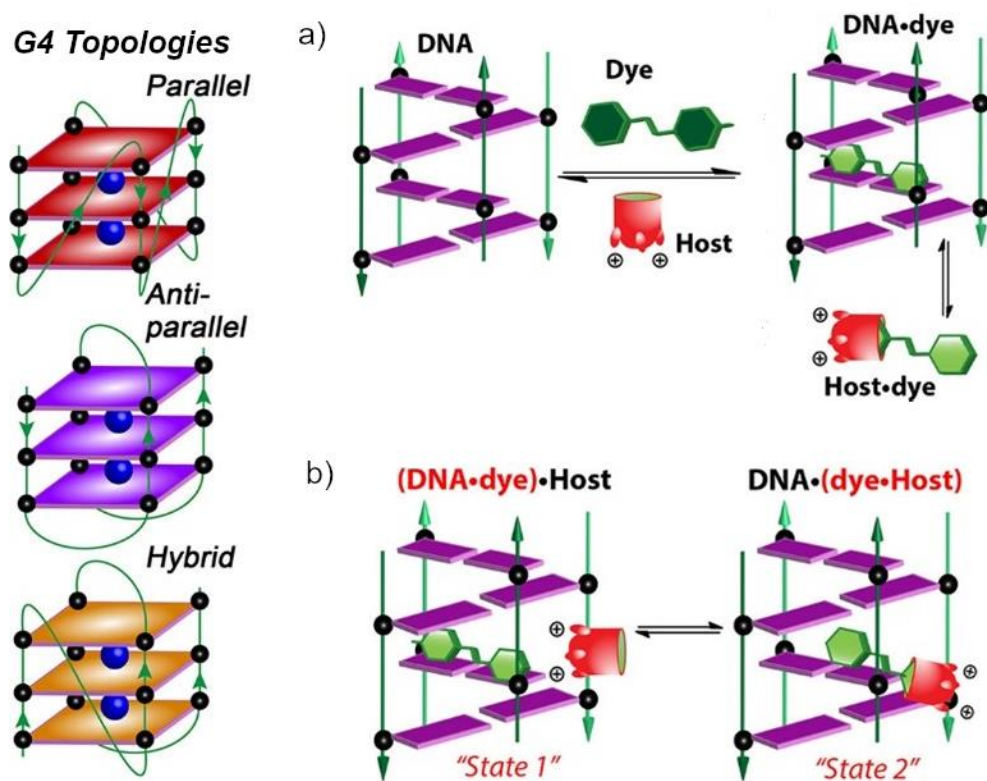 G4 Topologies
Parallel
Anti-
parallel
Hybrid
a)
DNA
Dye
Host
⊕ ⊕
DNA•dye
⊕
⊕
Host•dye
b)
(DNA•dye)•Host
⊕
⊕
"State 1"
DNA•(dye•Host)
⊕
⊕
"State 2"